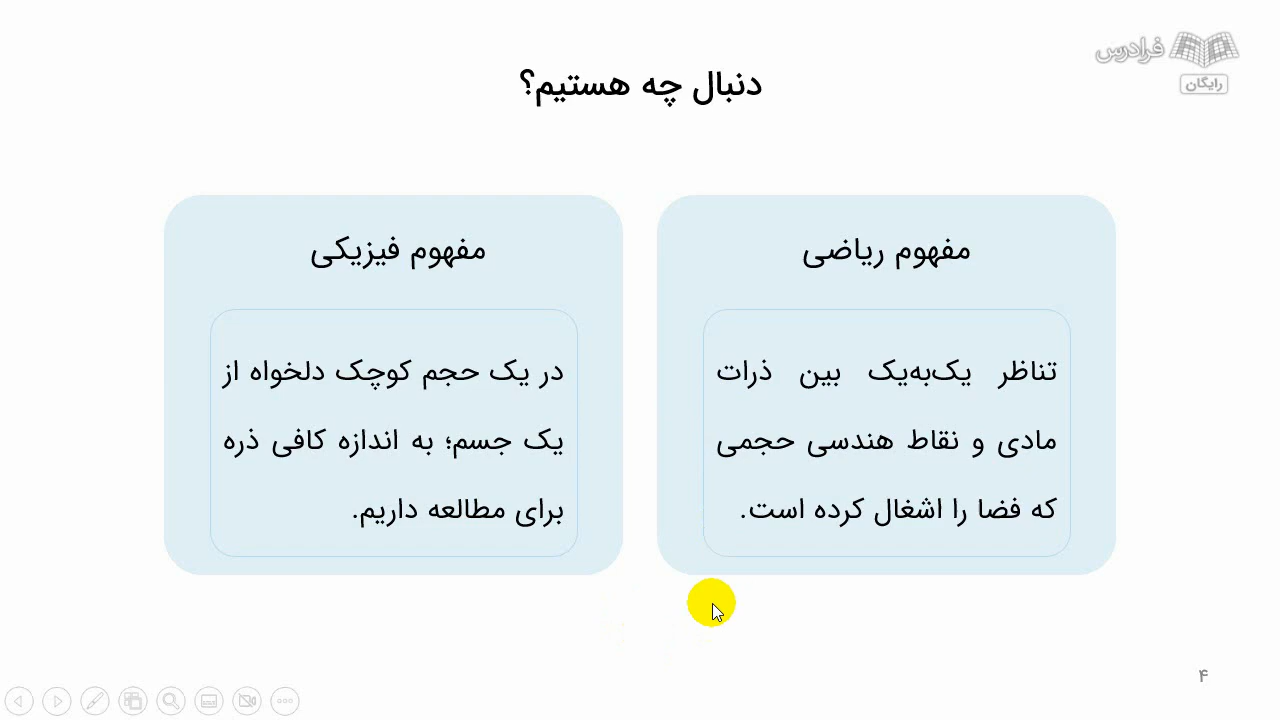 فرادرس
رایگان
دنبال چه هستیم؟
مفهوم ریاضی
تناظر یک‌به‌یک بین ذرات
مادی و نقاط هندسی حجمی
که فضا را اشغال کرده است.
مفهوم فیزیکی
در یک حجم کوچک دلخواه از
یک جسم؛ به اندازه کافی ذره
برای مطالعه داریم.
۴